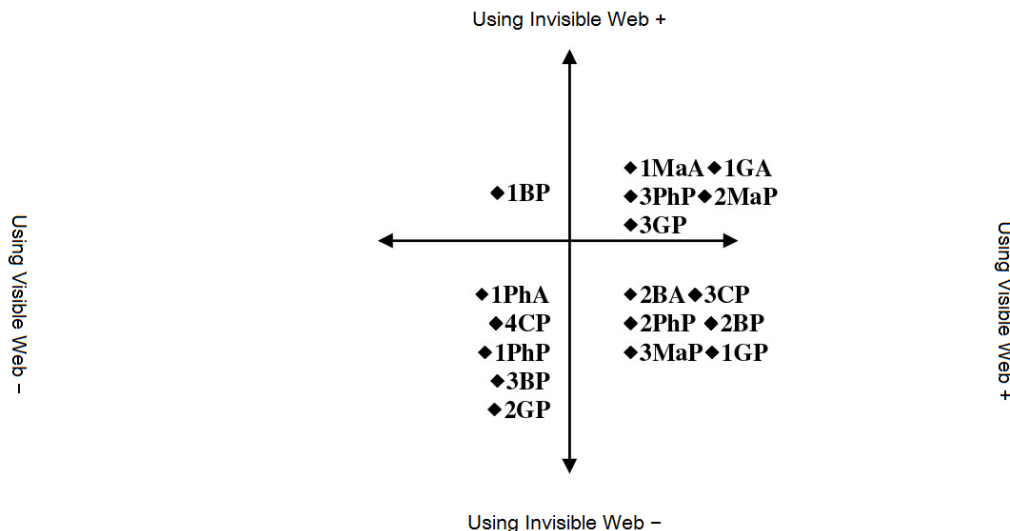 Using Invisible Web +
◆1MaA◆1GA
◆1BP
◆3PhP◆2MaP
◆3GP
Using Visible Web −
Using Visible Web +
◆1PhA
◆4CP
◆1PhP
◆3BP
◆2GP
◆2BA◆3CP
◆2PhP ◆2BP
◆3MaP◆1GP
Using Invisible Web −